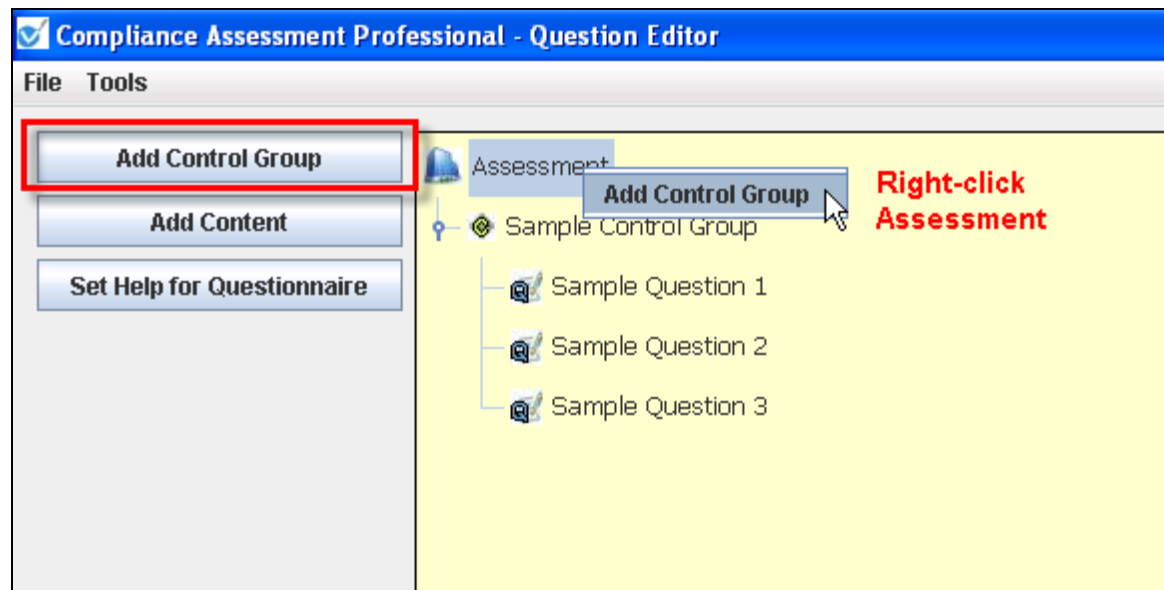 Compliance Assessment Professional - Question Editor
File Tools
Add Control Group
Add Content
Set Help for Questionnaire
Assessment
Add Control Group
Right-click
Assessment
Sample Control Group
Sample Question 1
Sample Question 2
Sample Question 3